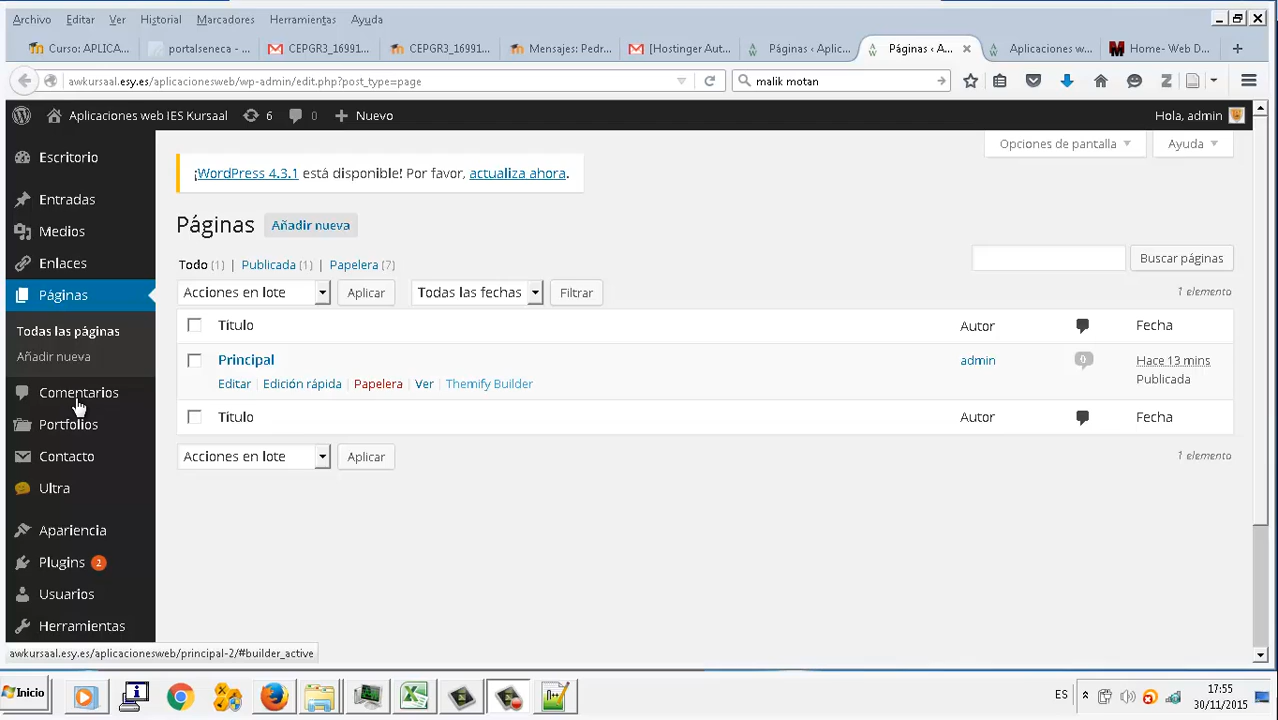 Archivo Editar Ver Historial Marcadores Herramientas Ayuda
Curso: APLICA... portalseneca - ... CEPGR3_16991... CEPGR3_16991... Mensajes: Pedr... [Hostinger Aut... Páginas ‹ Aplic... Páginas ‹ A... Aplicaciones w... Home- Web D...
awkursaal.esy.es/aplicacionesweb/wp-admin/edit.php?post_type=page malik motan
Aplicaciones web IES Kursaal 6 0 Nuevo Hola, admin
Opciones de pantalla Ayuda
Escritorio
Entradas
Medios
Enlaces
Páginas
Todas las páginas
Añadir nueva
Comentarios
Portfolios
Contacto
Ultra
Apariencia
Plugins 2
Usuarios
Herramientas
¡WordPress 4.3.1 está disponible! Por favor, actualiza ahora.
Páginas Añadir nueva
Todo (1) | Publicada (1) | Papelera (7)
Buscar páginas
Acciones en lote Aplicar Todas las fechas Filtrar 1 elemento
Título Autor Fecha
Principal admin 0 Hace 13 mins
Publicada
Editar Edición rápida Papelera Ver Themify Builder
Título Autor Fecha
Acciones en lote Aplicar 1 elemento
awkursaal.esy.es/aplicacionesweb/principal-2/#builder_active
Inicio ES 17:55
30/11/2015